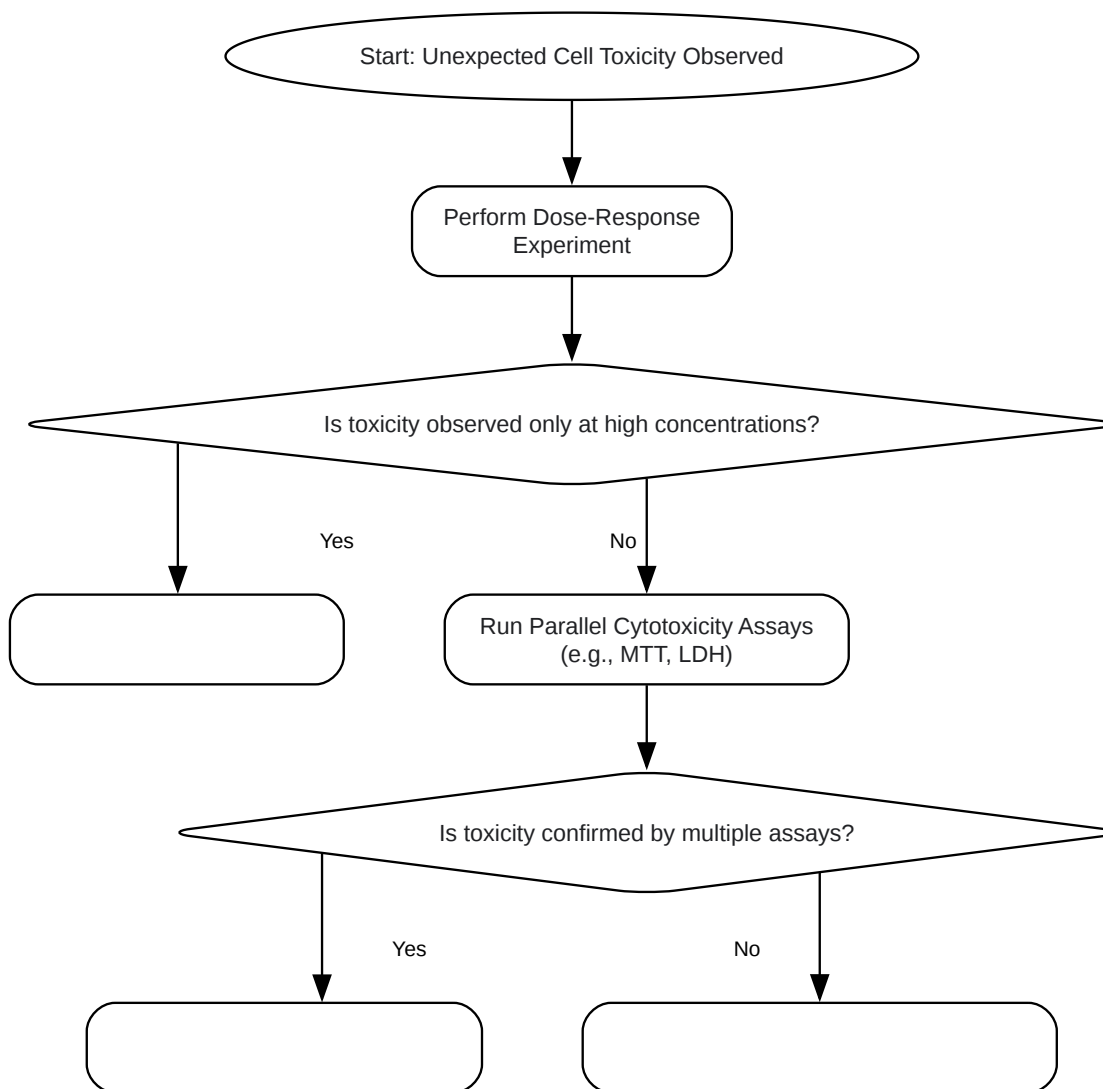 Start: Unexpected Cell Toxicity Observed
Perform Dose-Response
Experiment
Is toxicity observed only at high concentrations?
Yes
No
Run Parallel Cytotoxicity Assays
(e.g., MTT, LDH)
Is toxicity confirmed by multiple assays?
Yes
No